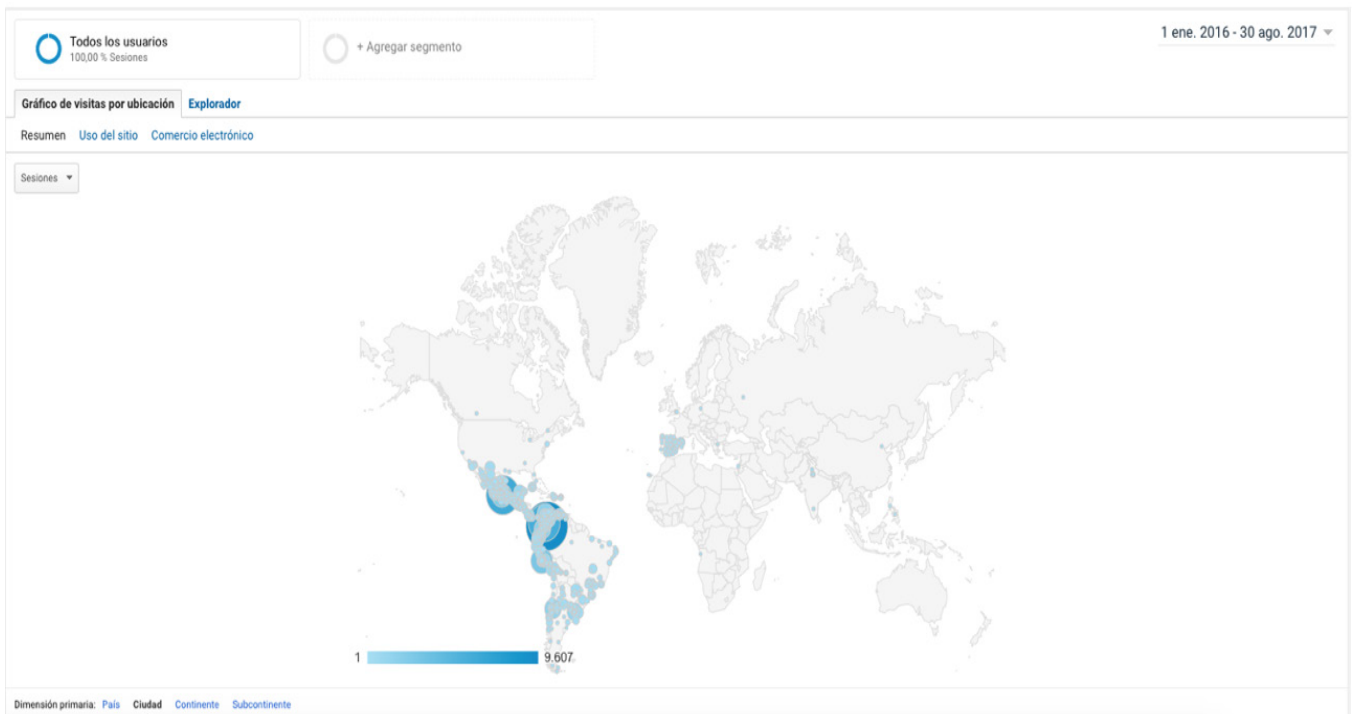 Todos los usuarios
100,00 % Sesiones
+ Agregar segmento
1 ene. 2016 - 30 ago. 2017
Gráfico de visitas por ubicación Explorador
Resumen Uso del sitio Comercio electrónico
Sesiones
1 9.607
Dimensión primaria: País Ciudad Continente Subcontinente